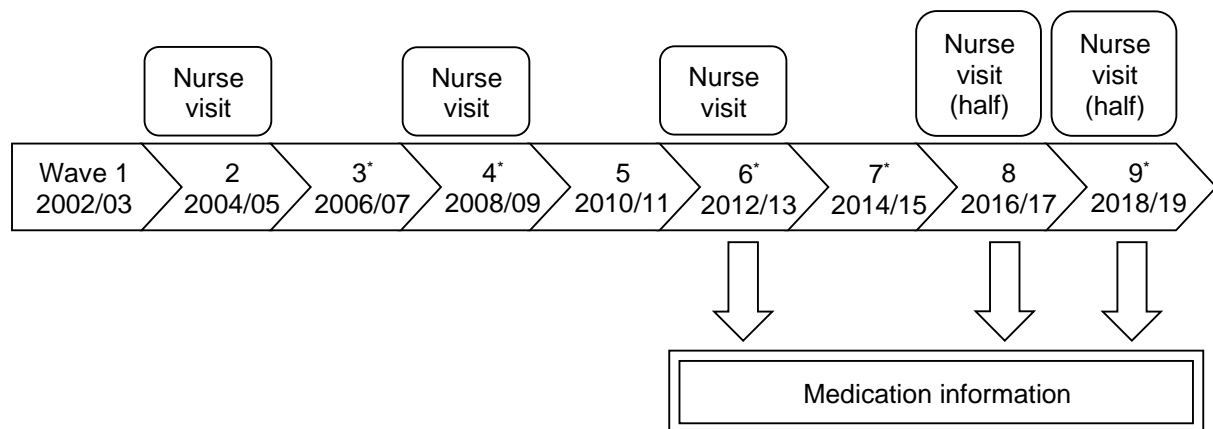 Nurse
visit
Nurse
visit
Nurse
visit
Nurse
visit
(half)
Nurse
visit
(half)
Wave 1
2002/03
2
2004/05
3*
2006/07
4*
2008/09
5
2010/11
6*
2012/13
7*
2014/15
8
2016/17
9*
2018/19
Medication information